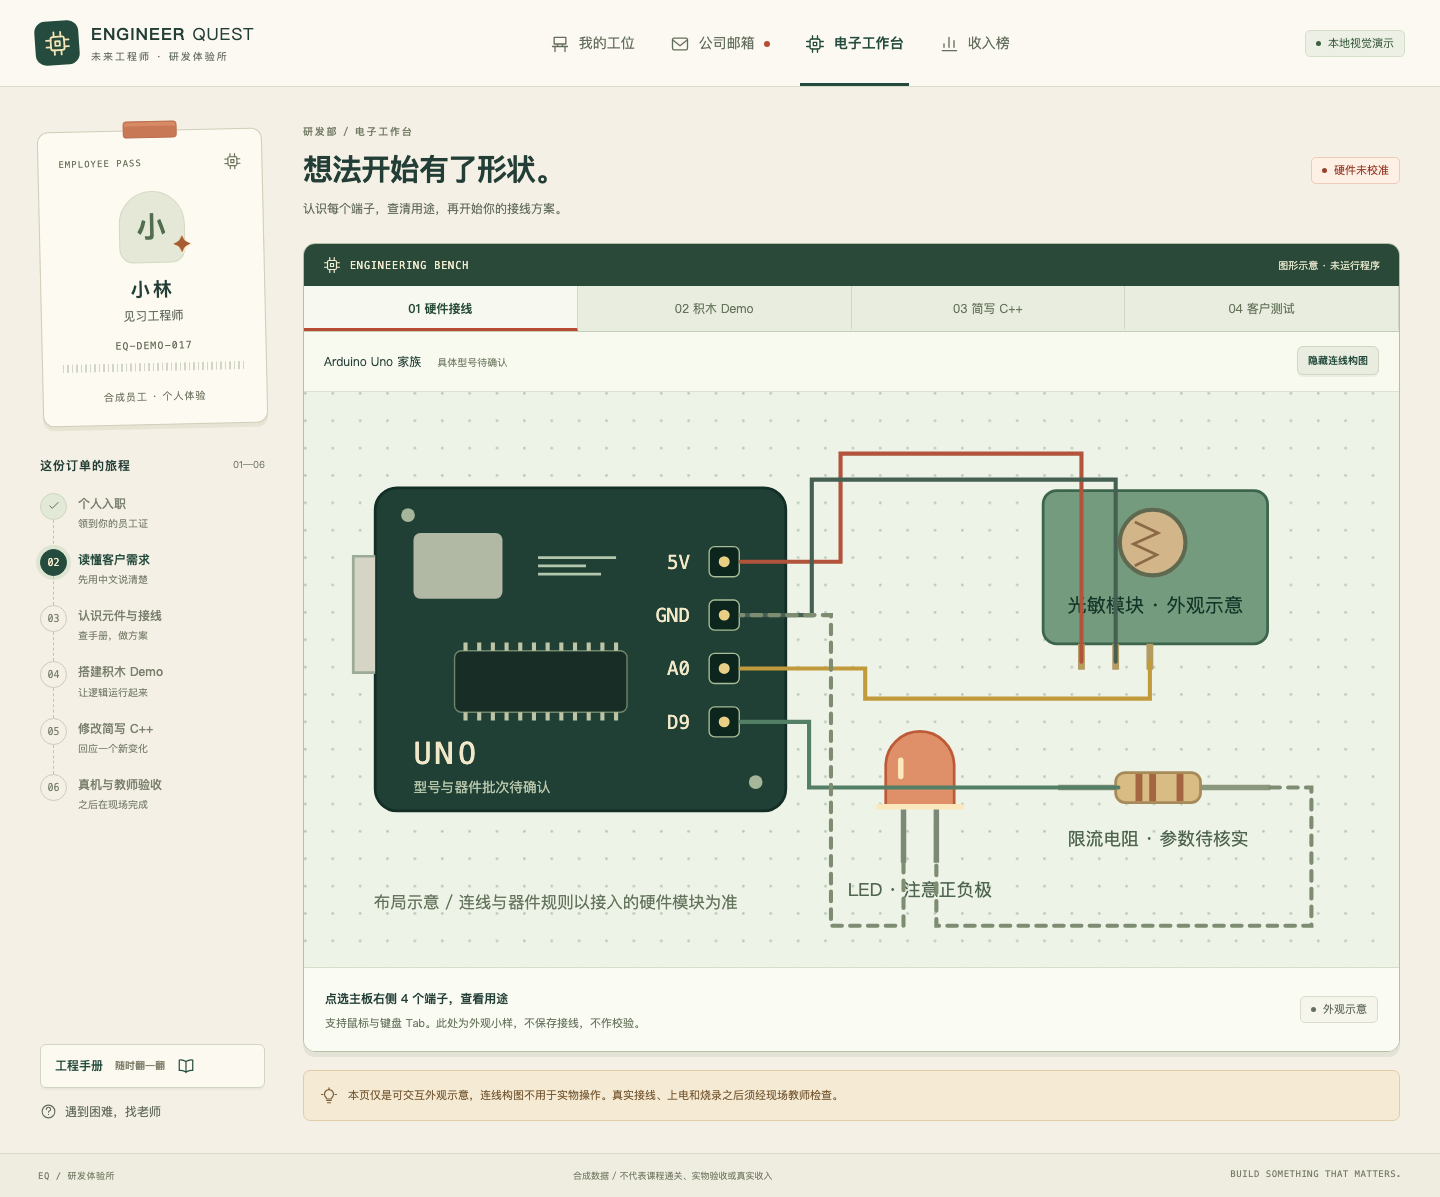 ENGINEER QUEST
未来工程师 · 研发体验所
我的工位
公司邮箱
电子工作台
收入榜
本地视觉演示
EMPLOYEE PASS
小
小林
见习工程师
EQ-DEMO-017
合成员工 · 个人体验
这份订单的旅程
01—06
个人入职
领到你的员工证
02
读懂客户需求
先用中文说清楚
03
认识元件与接线
查手册，做方案
04
搭建积木 Demo
让逻辑运行起来
05
修改简写 C++
回应一个新变化
06
真机与教师验收
之后在现场完成
工程手册
随时翻一翻
遇到困难，找老师
研发部 / 电子工作台
想法开始有了形状。
认识每个端子，查清用途，再开始你的接线方案。
硬件未校准
ENGINEERING BENCH
图形示意 · 未运行程序
01 硬件接线
02 积木 Demo
03 简写 C++
04 客户测试
Arduino Uno 家族
具体型号待确认
隐藏连线构图
5V
GND
A0
D9
UNO
型号与器件批次待确认
光敏模块 · 外观示意
限流电阻 · 参数待核实
LED · 注意正负极
布局示意 / 连线与器件规则以接入的硬件模块为准
点选主板右侧 4 个端子，查看用途
支持鼠标与键盘 Tab。此处为外观小样，不保存接线，不作校验。
外观示意
本页仅是可交互外观示意，连线构图不用于实物操作。真实接线、上电和烧录之后须经现场教师检查。
EQ / 研发体验所
合成数据 / 不代表课程通关、实物验收或真实收入
BUILD SOMETHING THAT MATTERS.